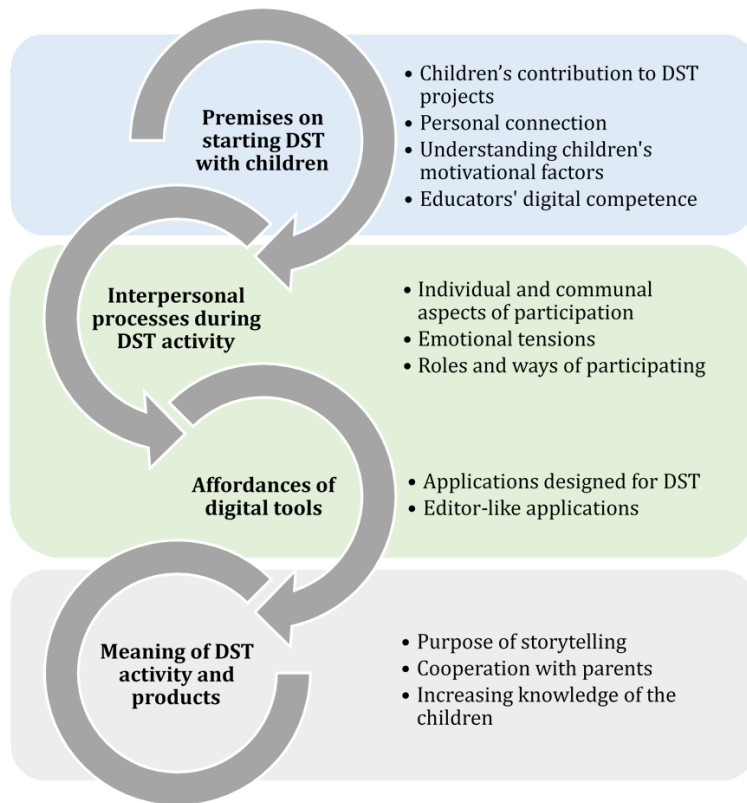 Premises on
starting DST
with children
• Children’s contribution to DST
projects
• Personal connection
• Understanding children's
motivational factors
• Educators' digital competence
Interpersonal
processes during
DST activity
• Individual and communal
aspects of participation
• Emotional tensions
• Roles and ways of participating
Affordances of
digital tools
• Applications designed for DST
• Editor-like applications
Meaning of DST
activity and
products
• Purpose of storytelling
• Cooperation with parents
• Increasing knowledge of the
children